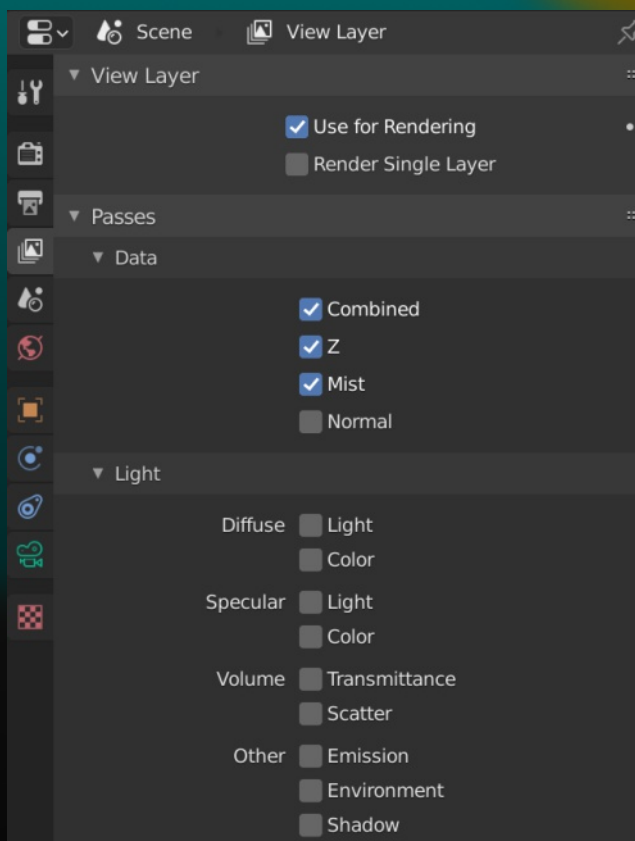 Scene View Layer
View Layer
Use for Rendering
Render Single Layer
Passes
Data
Combined
Z
Mist
Normal
Light
Diffuse Light
Color
Specular Light
Color
Volume Transmittance
Scatter
Other Emission
Environment
Shadow